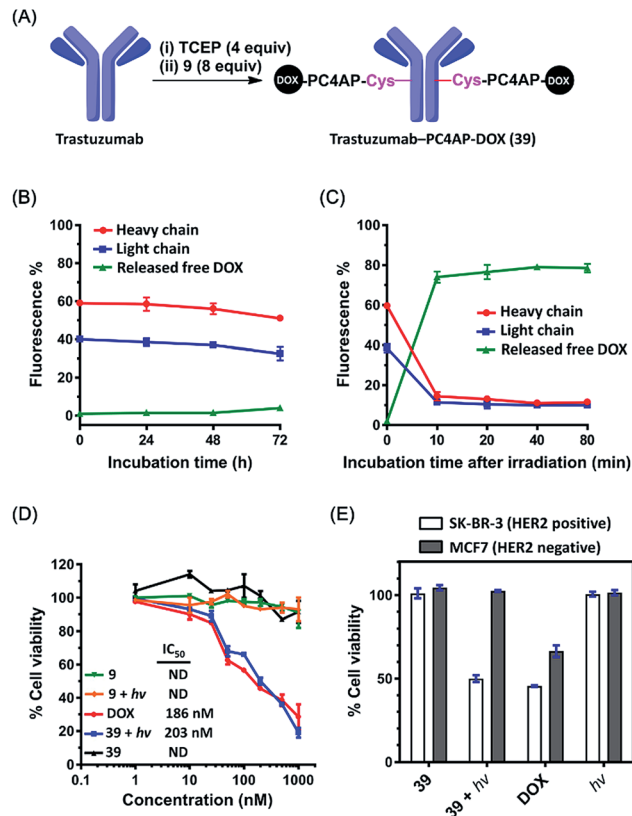 (A)
(i) TCEP (4 equiv)
(ii) 9 (8 equiv)
DOX-PC4AP-Cys
Cys-PC4AP-DOX
Trastuzumab
Trastuzumab–PC4AP-DOX (39)
(B)
Heavy chain
Light chain
Released free DOX
Fluorescence %
100
80
60
40
20
0
0 24 48 72
Incubation time (h)
(C)
Heavy chain
Light chain
Released free DOX
Fluorescence %
100
80
60
40
20
0
0 10 20 40 80
Incubation time after irradiation (min)
(D)
% Cell viability
120
100
80
60
40
20
0
IC50
9 ND
9 + hv ND
DOX 186 nM
39 + hv 203 nM
39 ND
0.1 1 10 100 1000
Concentration (nM)
(E)
SK-BR-3 (HER2 positive)
MCF7 (HER2 negative)
% Cell viability
100
50
0
39 39 + hv DOX hv